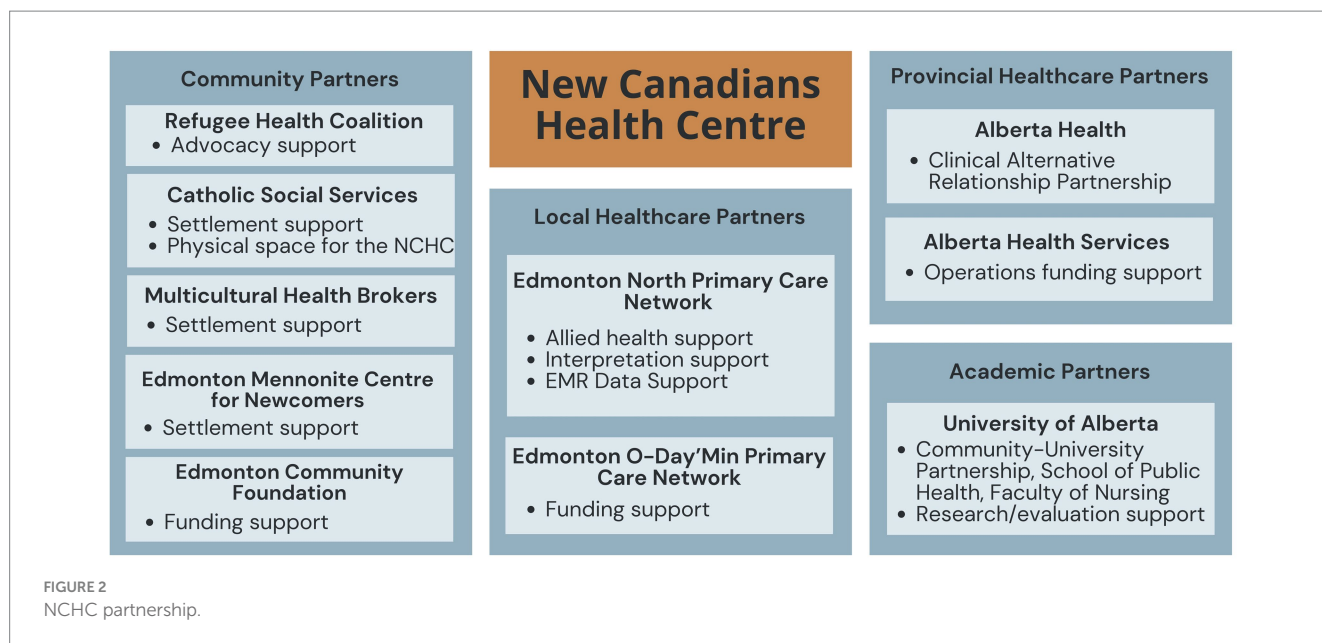 Community Partners
Refugee Health Coalition
• Advocacy support
Catholic Social Services
• Settlement support
• Physical space for the NCHC
Multicultural Health Brokers
• Settlement support
Edmonton Mennonite Centre
for Newcomers
• Settlement support
Edmonton Community
Foundation
• Funding support
New Canadians
Health Centre
Local Healthcare Partners
Edmonton North Primary Care
Network
• Allied health support
• Interpretation support
• EMR Data Support
Edmonton O-Day'Min Primary
Care Network
• Funding support
Provincial Healthcare Partners
Alberta Health
• Clinical Alternative
Relationship Partnership
Alberta Health Services
• Operations funding support
Academic Partners
University of Alberta
• Community-University
Partnership, School of Public
Health, Faculty of Nursing
• Research/evaluation support
FIGURE 2
NCHC partnership.